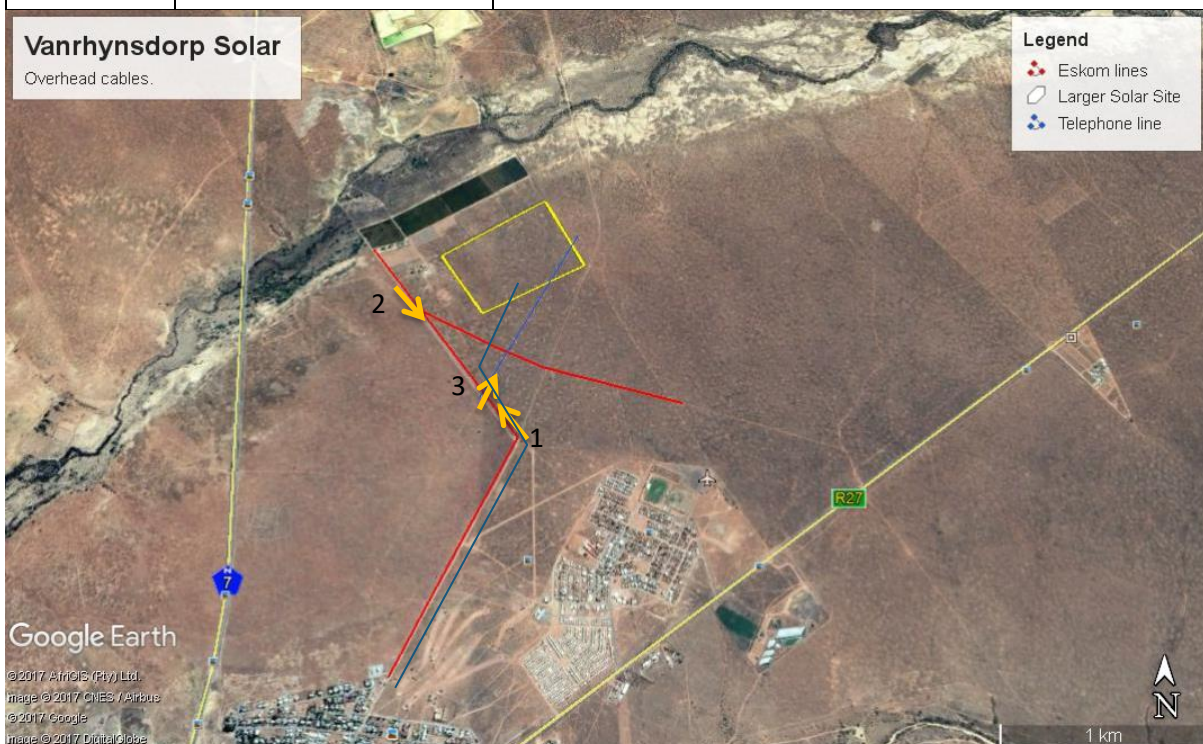 Vanrhynsdorp Solar
Overhead cables.
Legend
Eskom lines
Larger Solar Site
Telephone line
2
3
1
R27
7
Google Earth
©2017 AfriGIS (Pty) Ltd.
Image © 2017 CNES / Airbus
©2017 Google
Image © 2017 DigitalGlobe
N
1 km